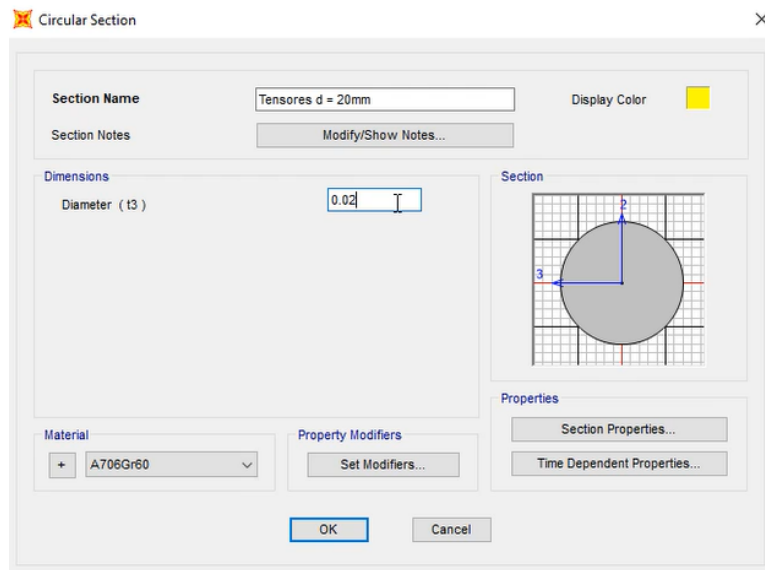 Circular Section
Section Name
Tensores d = 20mm
Display Color
Section Notes
Modify/Show Notes...
Dimensions
Diameter ( t3 )
0.02
Section
2
3
Properties
Section Properties...
Time Dependent Properties...
Material
+
A706Gr60
Property Modifiers
Set Modifiers...
OK
Cancel